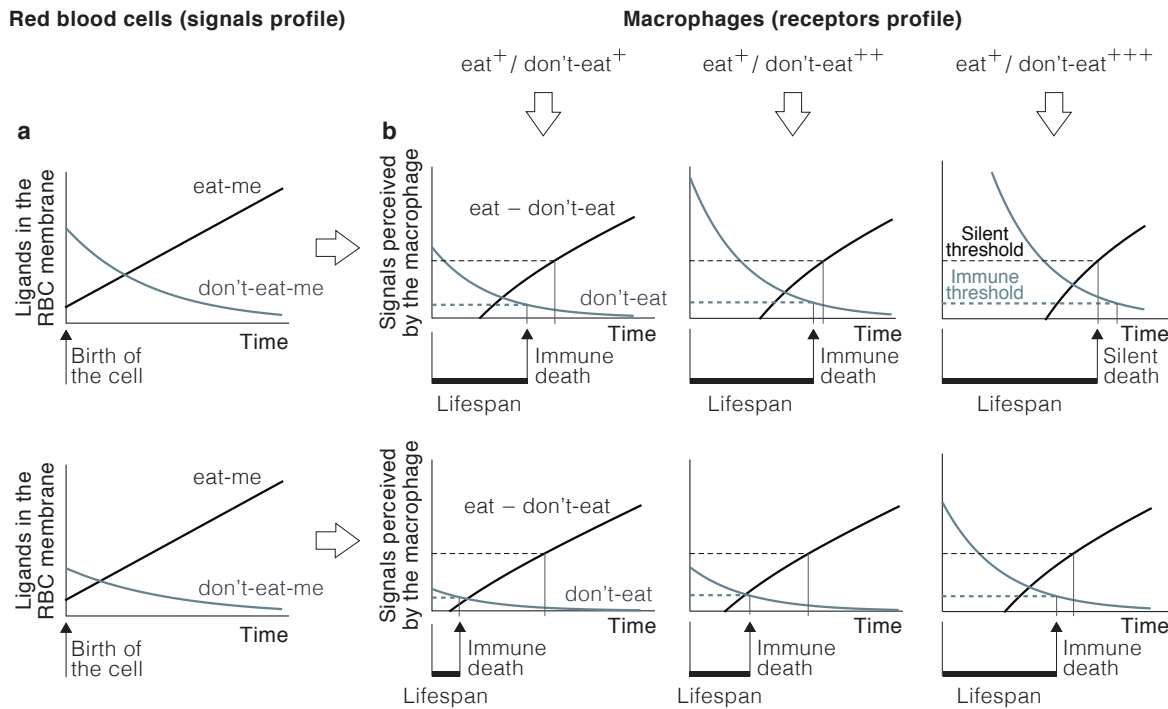 Red blood cells (signals profile)
Macrophages (receptors profile)
eat+ / don't-eat+
eat+ / don't-eat++
eat+ / don't-eat+++
a
b
Ligands in the
RBC membrane
eat-me
don't-eat-me
Time
Birth of
the cell
Signals perceived
by the macrophage
eat – don't-eat
don't-eat
Time
Immune
death
Lifespan
Time
Immune
death
Lifespan
Silent
threshold
Immune
threshold
Time
Silent
death
Lifespan
Ligands in the
RBC membrane
eat-me
don't-eat-me
Time
Birth of
the cell
Signals perceived
by the macrophage
eat – don't-eat
don't-eat
Time
Immune
death
Lifespan
Time
Immune
death
Lifespan
Time
Immune
death
Lifespan